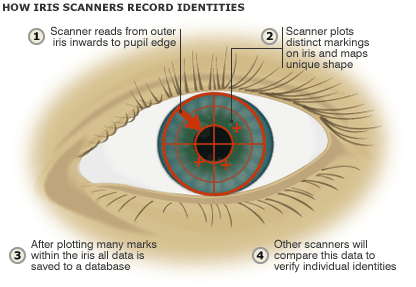 HOW IRIS SCANNERS RECORD IDENTITIES
1 Scanner reads from outer
iris inwards to pupil edge
2 Scanner plots
distinct markings
on iris and maps
unique shape
3 After plotting many marks
within the iris all data is
saved to a database
4 Other scanners will
compare this data to
verify individual identities